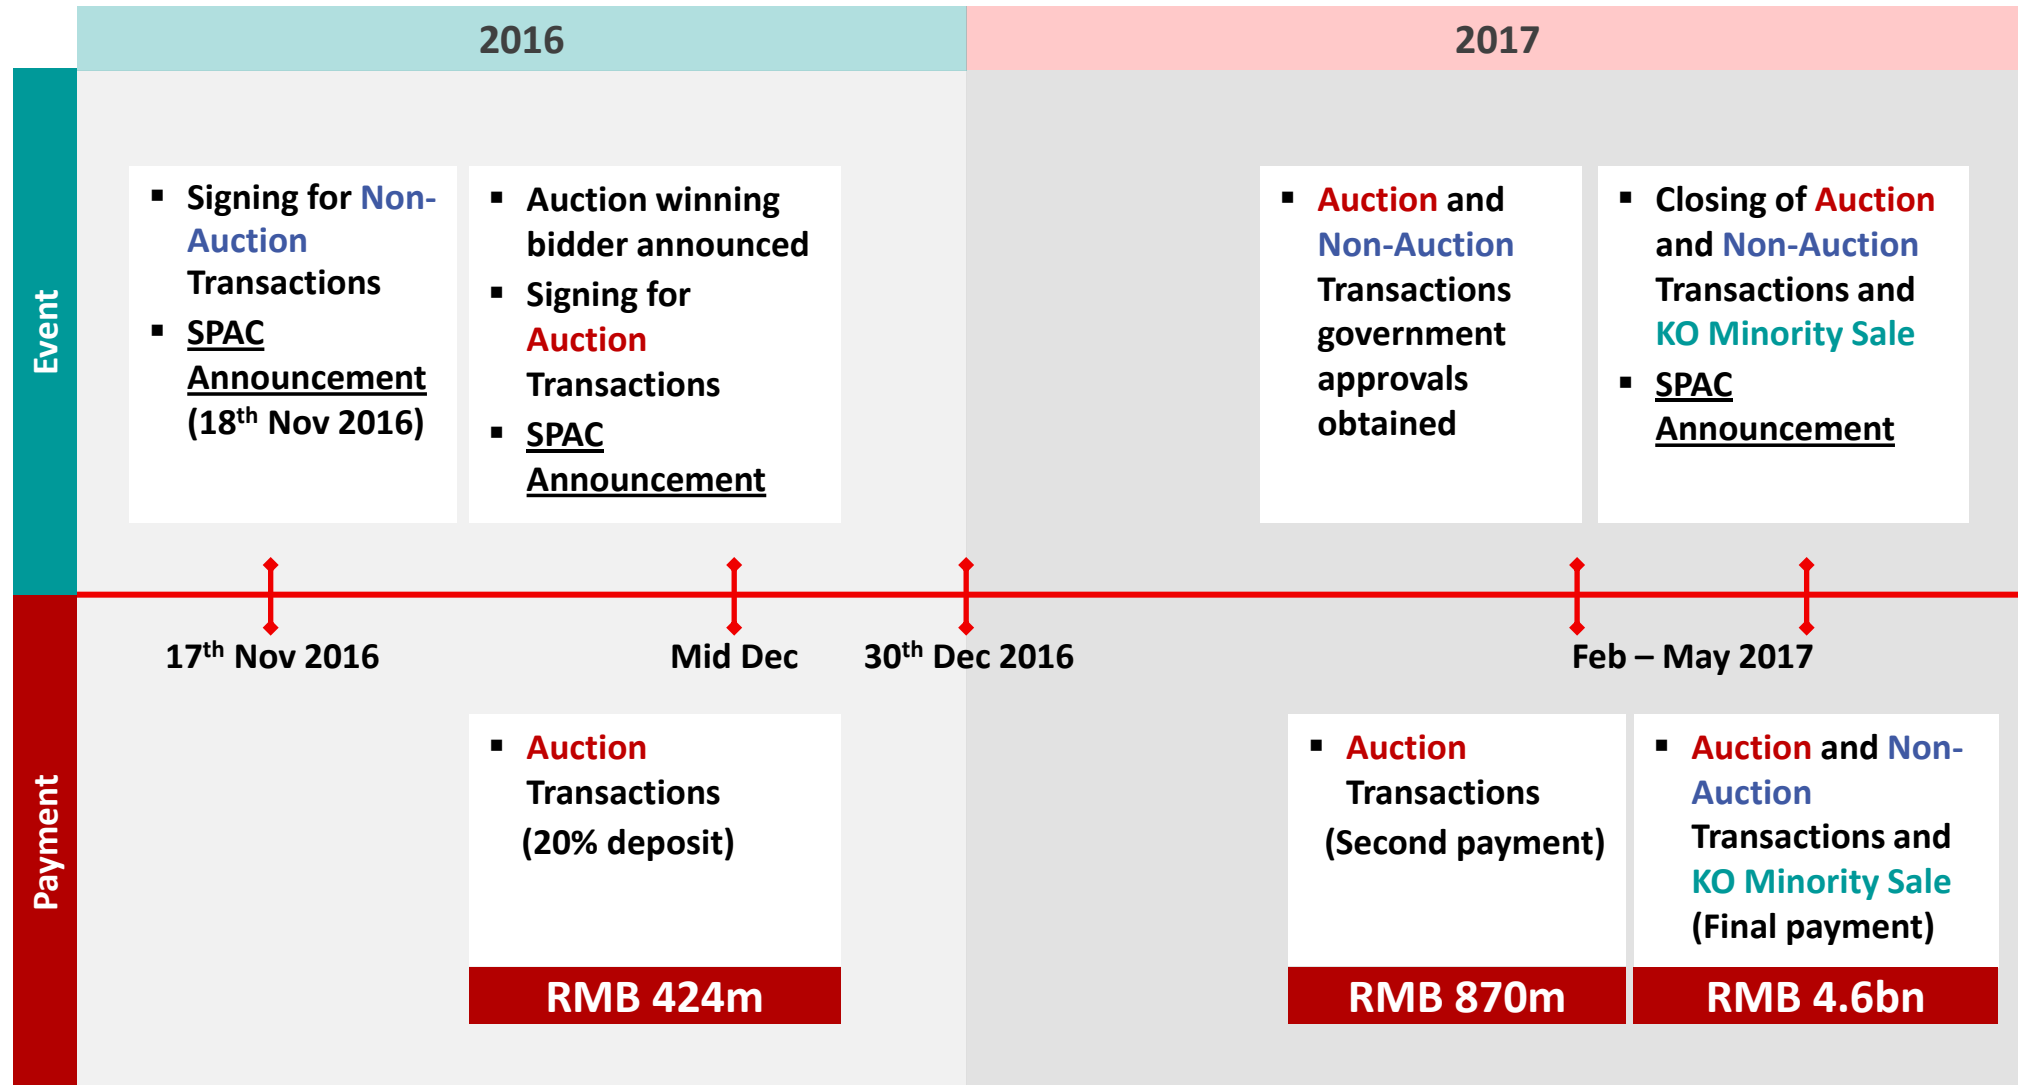 2016
2017
Event
▪ Signing for Non-
Auction
Transactions
▪ SPAC
Announcement
(18th Nov 2016)
▪ Auction winning
bidder announced
▪ Signing for
Auction
Transactions
▪ SPAC
Announcement
▪ Auction and
Non-Auction
Transactions
government
approvals
obtained
▪ Closing of Auction
and Non-Auction
Transactions and
KO Minority Sale
▪ SPAC
Announcement
17th Nov 2016
Mid Dec
30th Dec 2016
Feb – May 2017
Payment
▪ Auction
Transactions
(20% deposit)
RMB 424m
▪ Auction
Transactions
(Second payment)
RMB 870m
▪ Auction and Non-
Auction
Transactions and
KO Minority Sale
(Final payment)
RMB 4.6bn